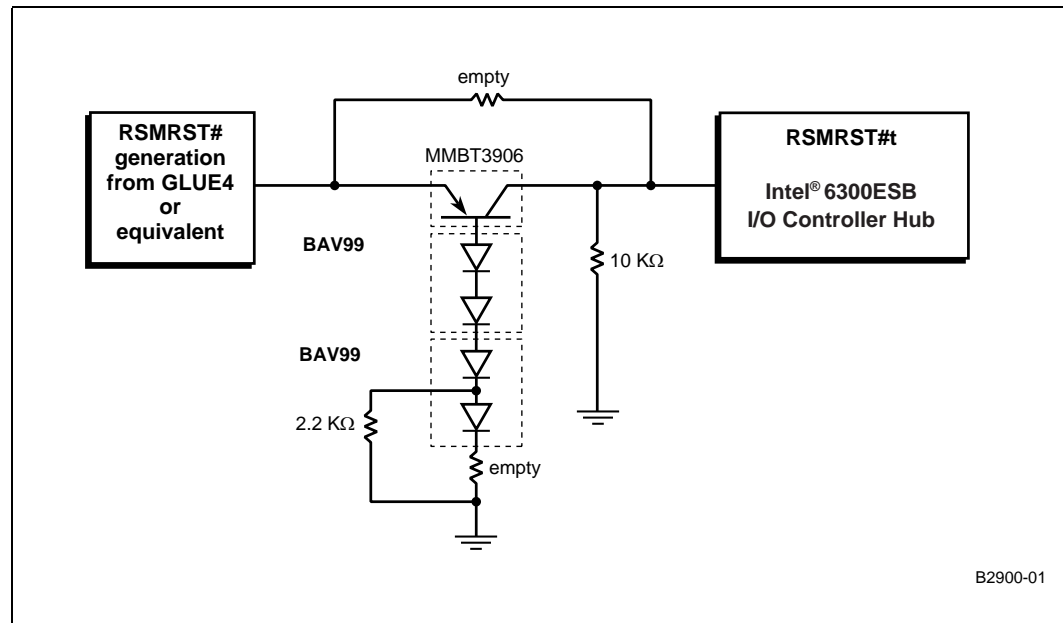 empty
RSMRST#
generation
from GLUE4
or
equivalent
MMBT3906
RSMRST#t
Intel® 6300ESB
I/O Controller Hub
BAV99
10 KΩ
BAV99
2.2 KΩ
empty
B2900-01